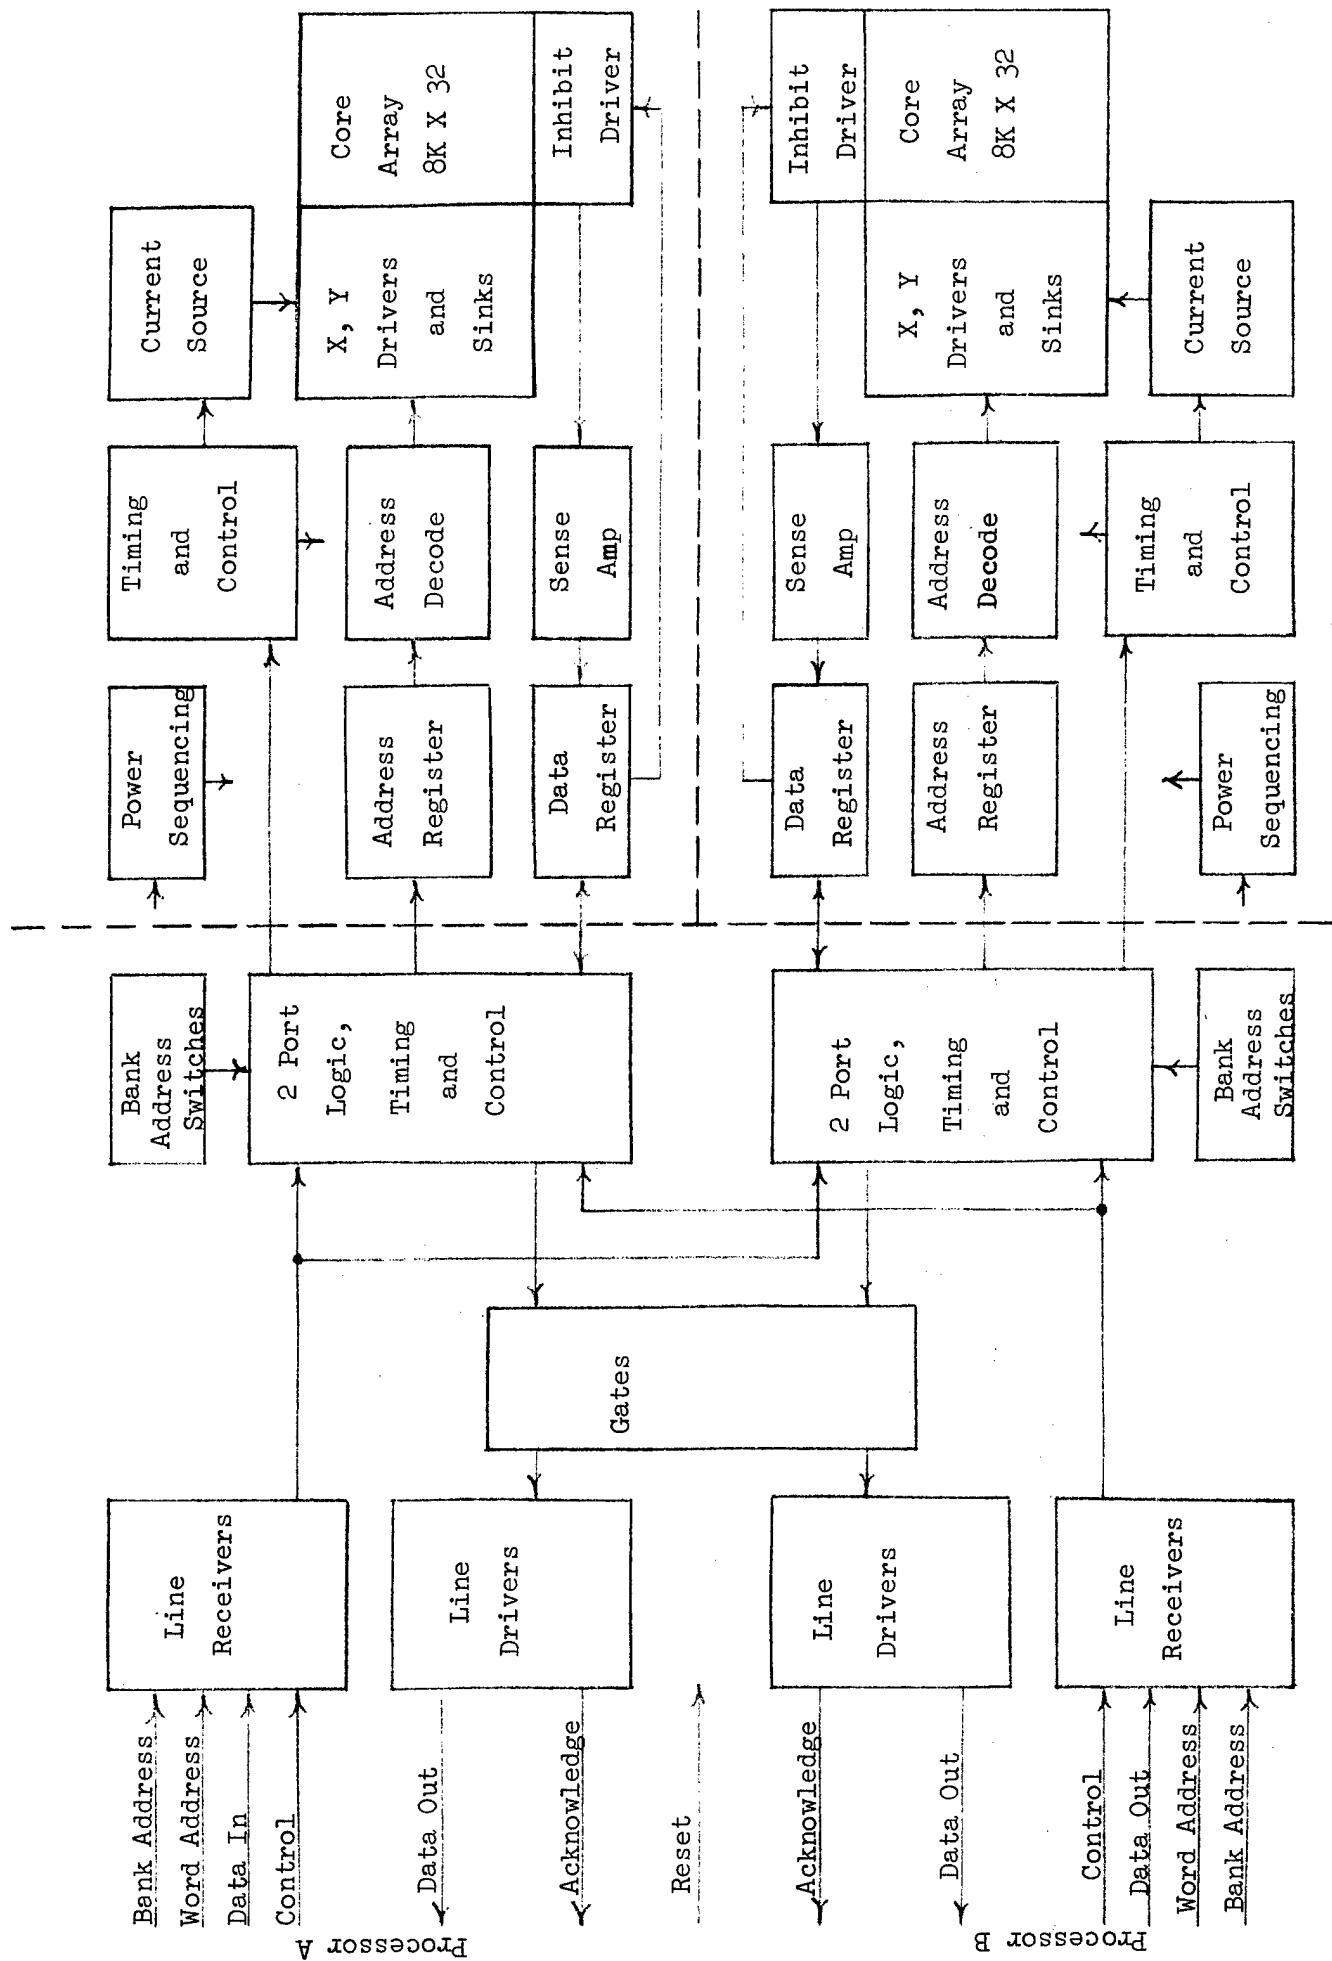 Processor A
Bank Address
Word Address
Data In
Control
Line
Receivers
Bank
Address
Switches
Power
Sequencing
Timing
and
Control
Current
Source
Data Out
Acknowledge
Line
Drivers
Gates
2 Port
Logic,
Timing
and
Control
Address
Register
Address
Decode
X, Y
Drivers
and
Sinks
Core
Array
8K X 32
Data
Register
Sense
Amp
Inhibit
Driver
Reset
Processor B
Acknowledge
Data Out
Line
Drivers
2 Port
Logic,
Timing
and
Control
Data
Register
Sense
Amp
Inhibit
Driver
Address
Register
Address
Decode
X, Y
Drivers
and
Sinks
Core
Array
8K X 32
Control
Data Out
Word Address
Bank Address
Line
Receivers
Bank
Address
Switches
Power
Sequencing
Timing
and
Control
Current
Source